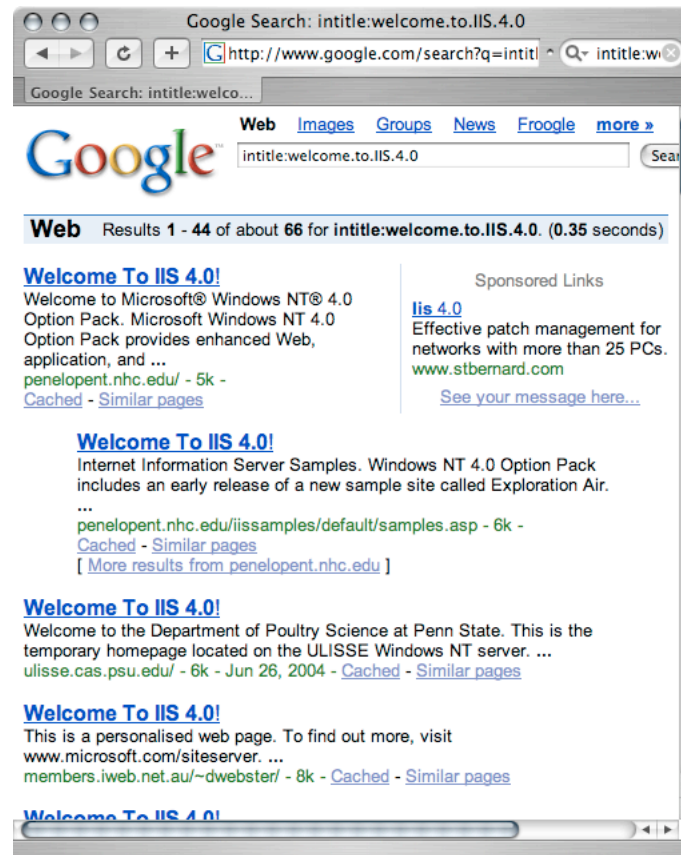 Google Search: intitle:welcome.to.IIS.4.0
http://www.google.com/search?q=intitl
intitle:w
Google Search: intitle:welco...
Google™
Web Images Groups News Froogle more »
intitle:welcome.to.IIS.4.0
Sear
Web Results 1 - 44 of about 66 for intitle:welcome.to.IIS.4.0. (0.35 seconds)
Welcome To IIS 4.0!
Welcome to Microsoft® Windows NT® 4.0
Option Pack. Microsoft Windows NT 4.0
Option Pack provides enhanced Web,
application, and ...
penelopent.nhc.edu/ - 5k -
Cached - Similar pages
Sponsored Links
Iis 4.0
Effective patch management for
networks with more than 25 PCs.
www.stbernard.com
See your message here...
Welcome To IIS 4.0!
Internet Information Server Samples. Windows NT 4.0 Option Pack
includes an early release of a new sample site called Exploration Air.
...
penelopent.nhc.edu/iissamples/default/samples.asp - 6k -
Cached - Similar pages
[ More results from penelopent.nhc.edu ]
Welcome To IIS 4.0!
Welcome to the Department of Poultry Science at Penn State. This is the
temporary homepage located on the ULISSE Windows NT server. ...
ulisse.cas.psu.edu/ - 6k - Jun 26, 2004 - Cached - Similar pages
Welcome To IIS 4.0!
This is a personalised web page. To find out more, visit
www.microsoft.com/siteserver. ...
members.iweb.net.au/~dwebster/ - 8k - Cached - Similar pages
Welcome To IIS 4.0!